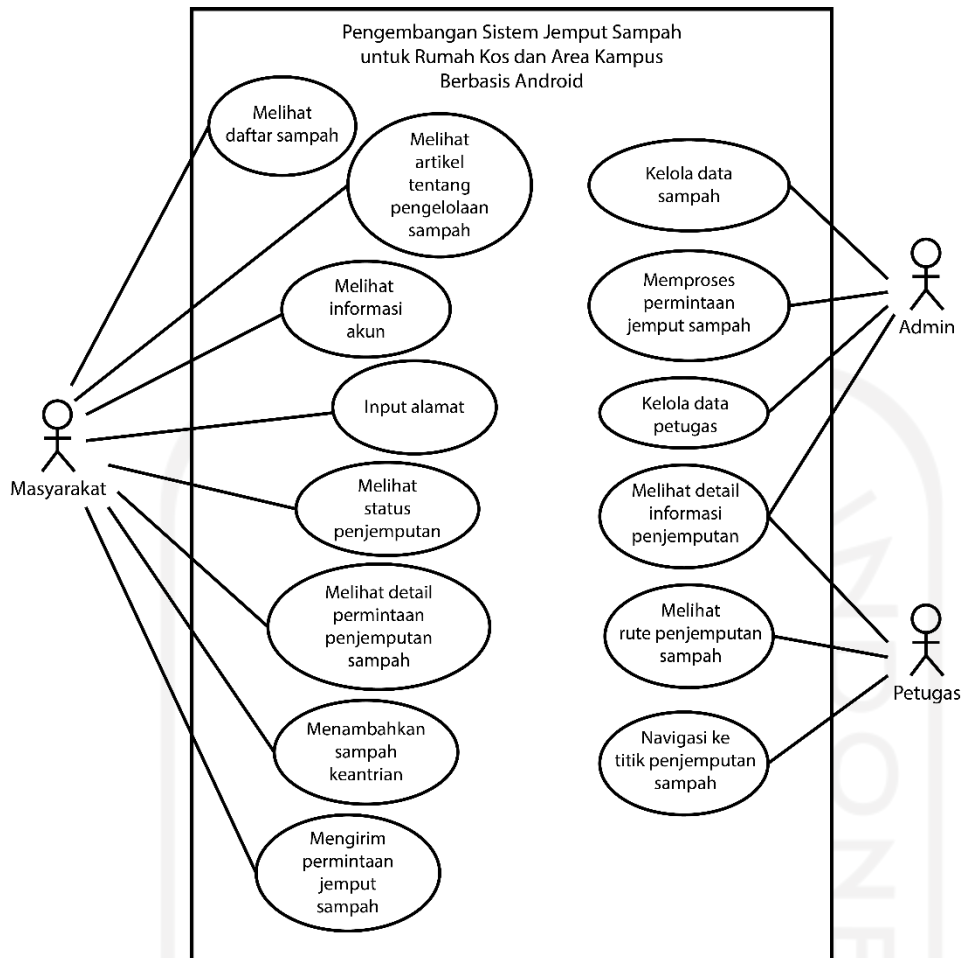 Pengembangan Sistem Jemput Sampah
untuk Rumah Kos dan Area Kampus
Berbasis Android
Melihat
daftar sampah
Melihat
artikel
tentang
pengelolaan
sampah
Melihat
informasi
akun
Input alamat
Melihat
status
penjemputan
Melihat detail
permintaan
penjemputan
sampah
Menambahkan
sampah
keantrian
Mengirim
permintaan
jemput
sampah
Masyarakat
Kelola data
sampah
Memproses
permintaan
jemput sampah
Kelola data
petugas
Melihat detail
informasi
penjemputan
Melihat
rute penjemputan
sampah
Navigasi ke
titik penjemputan
sampah
Admin
Petugas